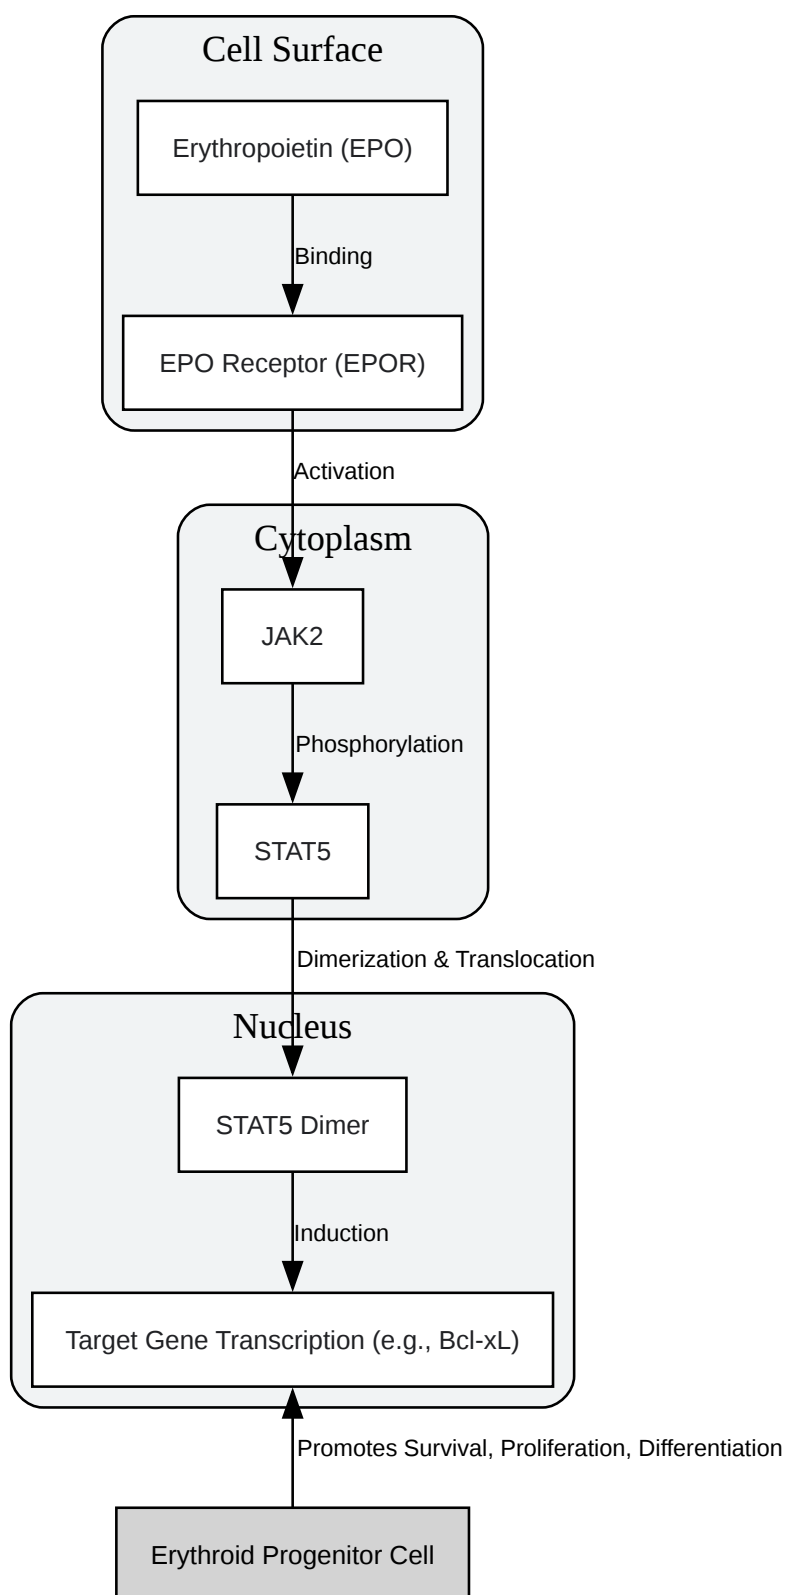 Cell Surface
Erythropoietin (EPO)
Binding
EPO Receptor (EPOR)
Activation
Cytoplasm
JAK2
Phosphorylation
STAT5
Dimerization & Translocation
Nucleus
STAT5 Dimer
Induction
Target Gene Transcription (e.g., Bcl-xL)
Promotes Survival, Proliferation, Differentiation
Erythroid Progenitor Cell